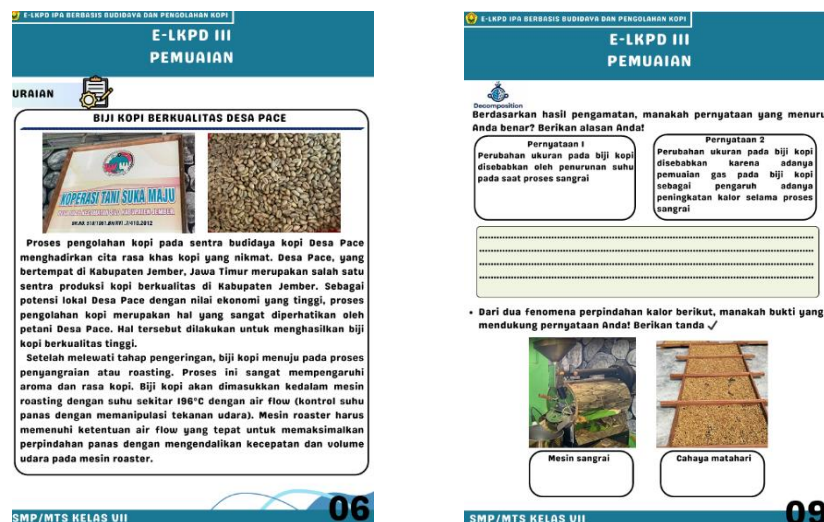 E-LKPD IPA BERBASIS BUDIDAYA DAN PENGOLAHAN KOPI
E-LKPD III
PEMUAIAN
URAIAN
BIJI KOPI BERKUALITAS DESA PACE
KOPERASI TANI SUKA MAJU
Proses pengolahan kopi pada sentra budidaya kopi Desa Pace
menghadirkan cita rasa khas kopi yang nikmat. Desa Pace, yang
bertempat di Kabupaten Jember, Jawa Timur merupakan salah satu
sentra produksi kopi berkualitas di Kabupaten Jember. Sebagai
potensi lokal Desa Pace dengan nilai ekonomi yang tinggi, proses
pengolahan kopi merupakan hal yang sangat diperhatikan oleh
petani Desa Pace. Hal tersebut dilakukan untuk menghasilkan biji
kopi berkualitas tinggi.
Setelah melewati tahap pengeringan, biji kopi menuju pada proses
penyangraian atau roasting. Proses ini sangat mempengaruhi
aroma dan rasa kopi. Biji kopi akan dimasukkan kedalam mesin
roasting dengan suhu sekitar 196°C dengan air flow (kontrol suhu
panas dengan memanipulasi tekanan udara). Mesin roaster harus
memenuhi ketentuan air flow yang tepat untuk memaksimalkan
perpindahan panas dengan mengendalikan kecepatan dan volume
udara pada mesin roaster.
SMP/MTS KELAS VII
06
E-LKPD IPA BERBASIS BUDIDAYA DAN PENGOLAHAN KOPI
E-LKPD III
PEMUAIAN
Decomposition
Berdasarkan hasil pengamatan, manakah pernyataan yang menuru
Anda benar? Berikan alasan Anda!
Pernyataan 1
Perubahan ukuran pada biji kopi
disebabkan oleh penurunan suhu
pada saat proses sangrai
Pernyataan 2
Perubahan ukuran pada biji kopi
disebabkan karena adanya
pemuaian gas pada biji kopi
sebagai pengaruh adanya
peningkatan kalor selama proses
sangrai
• Dari dua fenomena perpindahan kalor berikut, manakah bukti yang
mendukung pernyataan Anda! Berikan tanda ✓
Mesin sangrai
Cahaya matahari
SMP/MTS KELAS VII
09